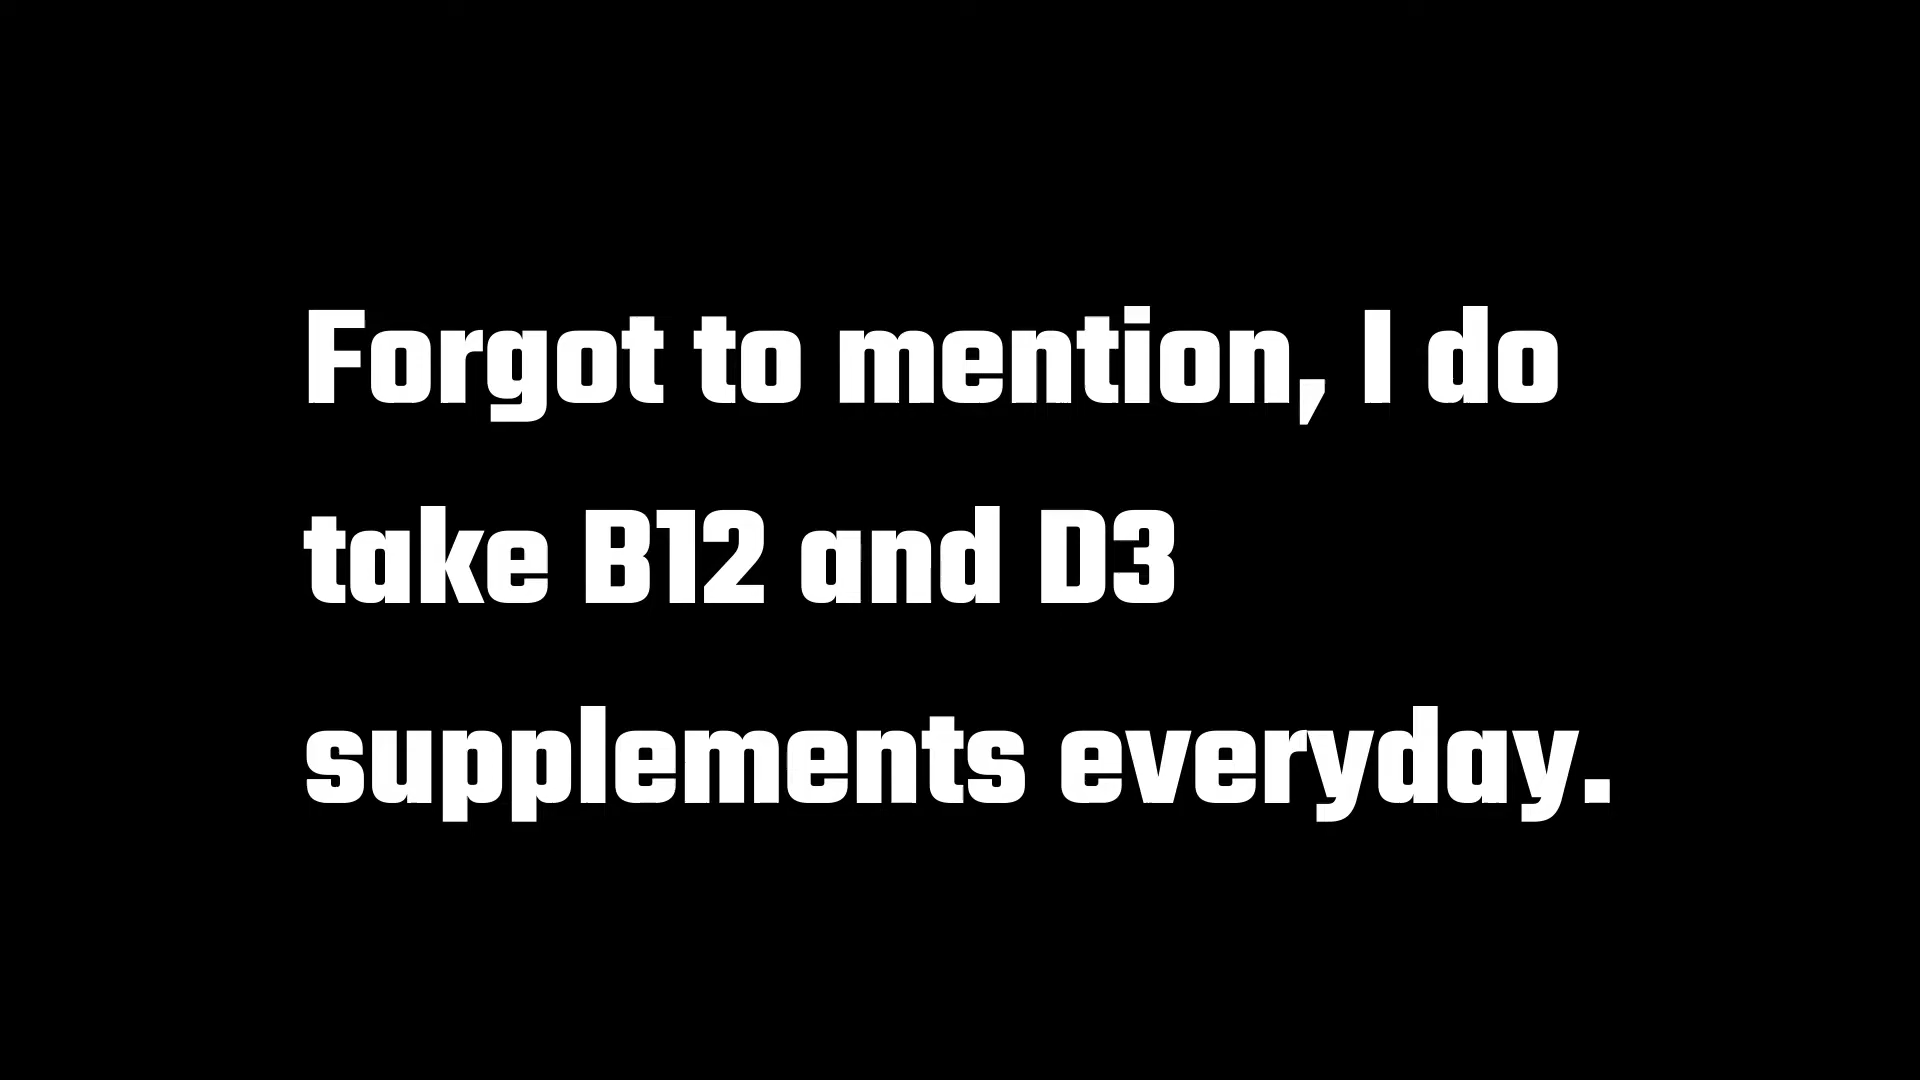 Forgot to mention, I do
take B12 and D3
supplements everyday.